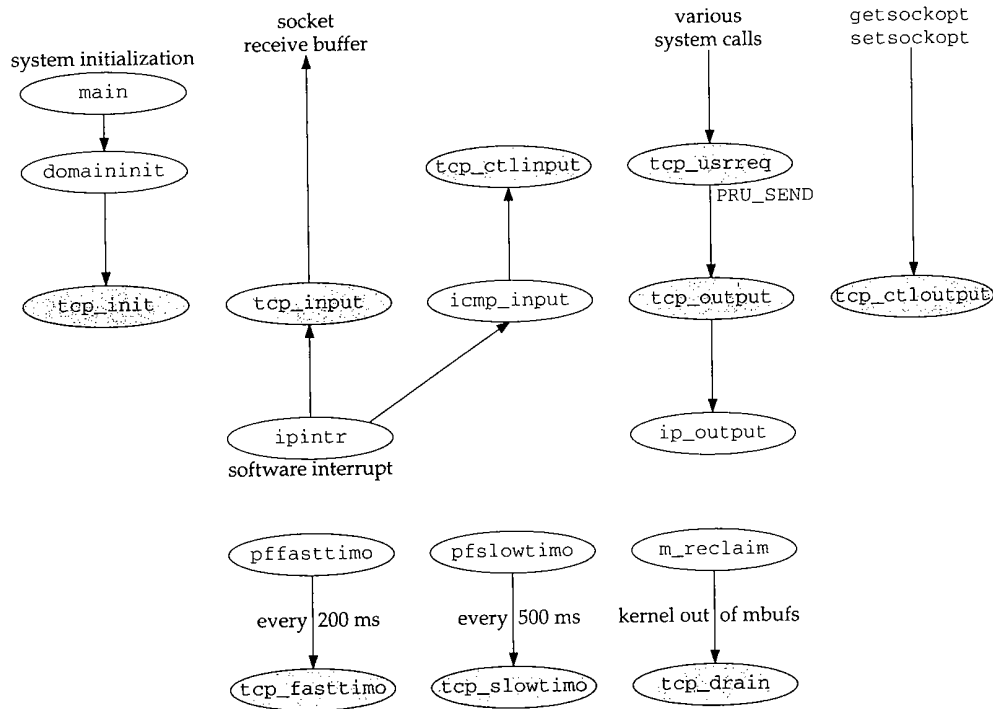 socket
receive buffer
various
system calls
getsockopt
setsockopt
system initialization
main
domaininit
tcp_ctlinput
tcp_usrreq
PRU_SEND
tcp_init
tcp_input
icmp_input
tcp_output
tcp_ctloutput
ipintr
software interrupt
ip_output
pffasttimo
pfslowtimo
m_reclaim
every 200 ms
every 500 ms
kernel out of mbufs
tcp_fasttimo
tcp_slowtimo
tcp_drain